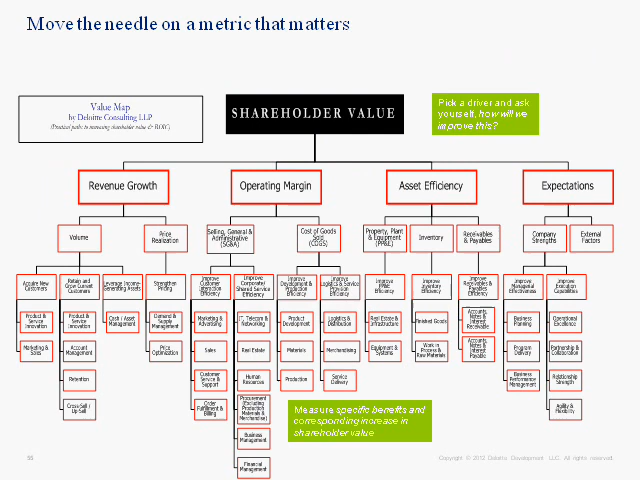 Move the needle on a metric that matters
Value Map
by Deloitte Consulting LLP
(Practical paths to increasing shareholder value & ROIC)
SHAREHOLDER VALUE
Pick a driver and ask
yourself, how will we
improve this?
Revenue Growth
Operating Margin
Asset Efficiency
Expectations
Volume
Price
Realization
Selling, General &
Administrative
(SG&A)
Cost of Goods
Sold
(COGS)
Property, Plant
& Equipment
(PP&E)
Inventory
Receivables
& Payables
Company
Strengths
External
Factors
Acquire New
Customers
Retain and
Grow Current
Customers
Leverage Income-
Generating Assets
Strengthen
Pricing
Improve
Customer
Interaction
Efficiency
Improve
Corporate/
Shared Service
Efficiency
Improve
Development &
Production
Efficiency
Improve
Logistics & Service
Provision
Efficiency
Improve
PP&E
Efficiency
Improve
Inventory
Efficiency
Improve
Receivables &
Payables
Efficiency
Improve
Managerial
Effectiveness
Improve
Execution
Capabilities
Product &
Service
Innovation
Marketing &
Sales
Product &
Service
Innovation
Account
Management
Retention
Cross-Sell /
Up-Sell
Cash / Asset
Management
Demand &
Supply
Management
Price
Optimization
Marketing &
Advertising
Sales
Customer
Service &
Support
Order
Fulfillment &
Billing
IT, Telecom &
Networking
Real Estate
Human
Resources
Procurement
(Excluding
Production
Materials &
Merchandise)
Business
Management
Financial
Management
Product
Development
Materials
Production
Logistics &
Distribution
Merchandising
Service
Delivery
Real Estate &
Infrastructure
Equipment &
Systems
Finished Goods
Work in
Process &
Raw Materials
Accounts,
Notes &
Interest
Receivable
Accounts,
Notes &
Interest
Payable
Business
Planning
Program
Delivery
Business
Performance
Management
Operational
Excellence
Partnership &
Collaboration
Relationship
Strength
Agility &
Flexibility
Measure specific benefits and
corresponding increase in
shareholder value
Copyright © 2012 Deloitte Development LLC. All rights reserved.